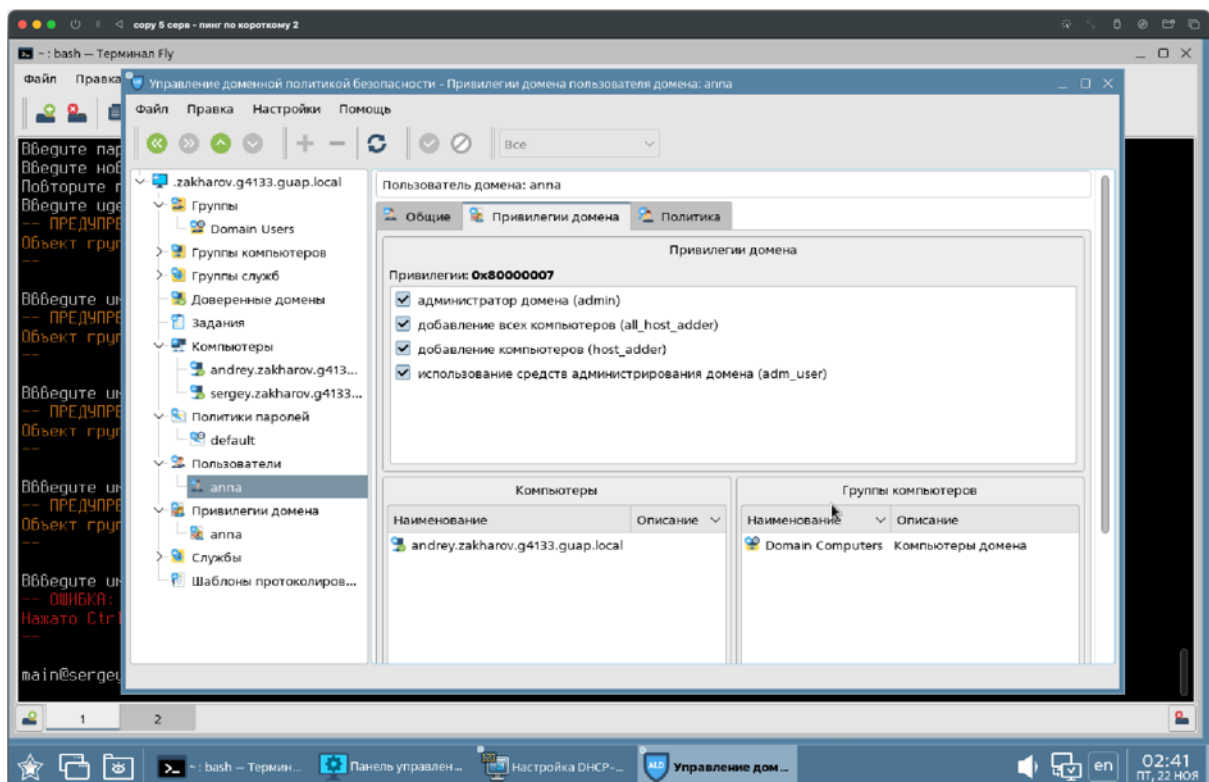 copy 5 серв - пинг по короткому 2
~ : bash — Терминал Fly
Файл Правка
Управление доменной политикой безопасности - Привилегии домена пользователя домена: anna
Файл Правка Настройки Помощь
Все
.zakharov.g4133.guap.local
Группы
Domain Users
Группы компьютеров
Группы служб
Доверенные домены
Задания
Компьютеры
andrey.zakharov.g413...
sergey.zakharov.g4133...
Политики паролей
default
Пользователи
anna
Привилегии домена
anna
Службы
Шаблоны протоколиров...
Пользователь домена: anna
Общие Привилегии домена Политика
Привилегии домена
Привилегии: 0x80000007
администратор домена (admin)
добавление всех компьютеров (all_host_adder)
добавление компьютеров (host_adder)
использование средств администрирования домена (adm_user)
Компьютеры
Наименование Описание
andrey.zakharov.g4133.guap.local
Группы компьютеров
Наименование Описание
Domain Computers Компьютеры домена
Введите пар
Введите нов
Повторите п
Введите
-- ПРЕДУПРЕ
Объект груп
--
Введите
-- ПРЕДУПРЕ
Объект груп
--
Введите
-- ПРЕДУПРЕ
Объект груп
--
Введите
-- ПРЕДУПРЕ
Объект груп
--
Введите
-- ОШИБКА:
Нажато Ctrl
--
main@sergey
1 2
~ : bash — Термин... Панель управлен... Настройка DHCP-... ALD Управление дом... en 02:41
ПТ, 22 НОЯ